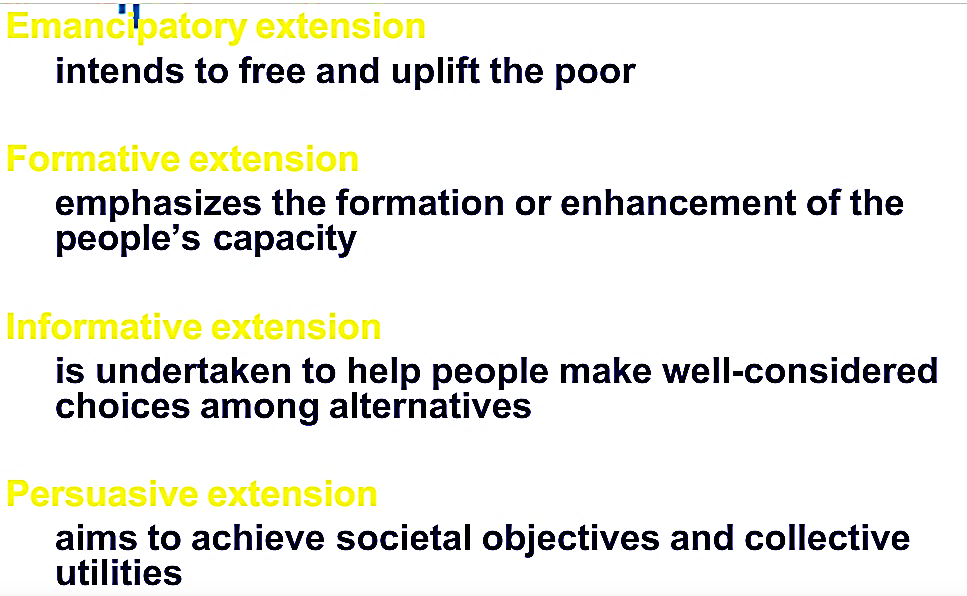 Emancipatory extension
intends to free and uplift the poor
Formative extension
emphasizes the formation or enhancement of the
people’s capacity
Informative extension
is undertaken to help people make well-considered
choices among alternatives
Persuasive extension
aims to achieve societal objectives and collective
utilities